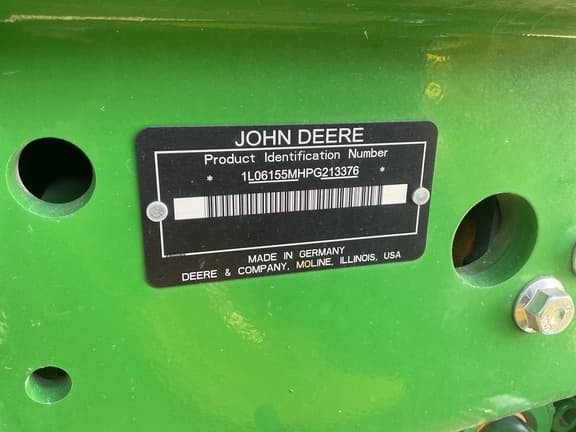 JOHN DEERE
Product Identification Number
* 1L06155MHPG213376 *
MADE IN GERMANY
DEERE & COMPANY, MOLINE, ILLINOIS, USA